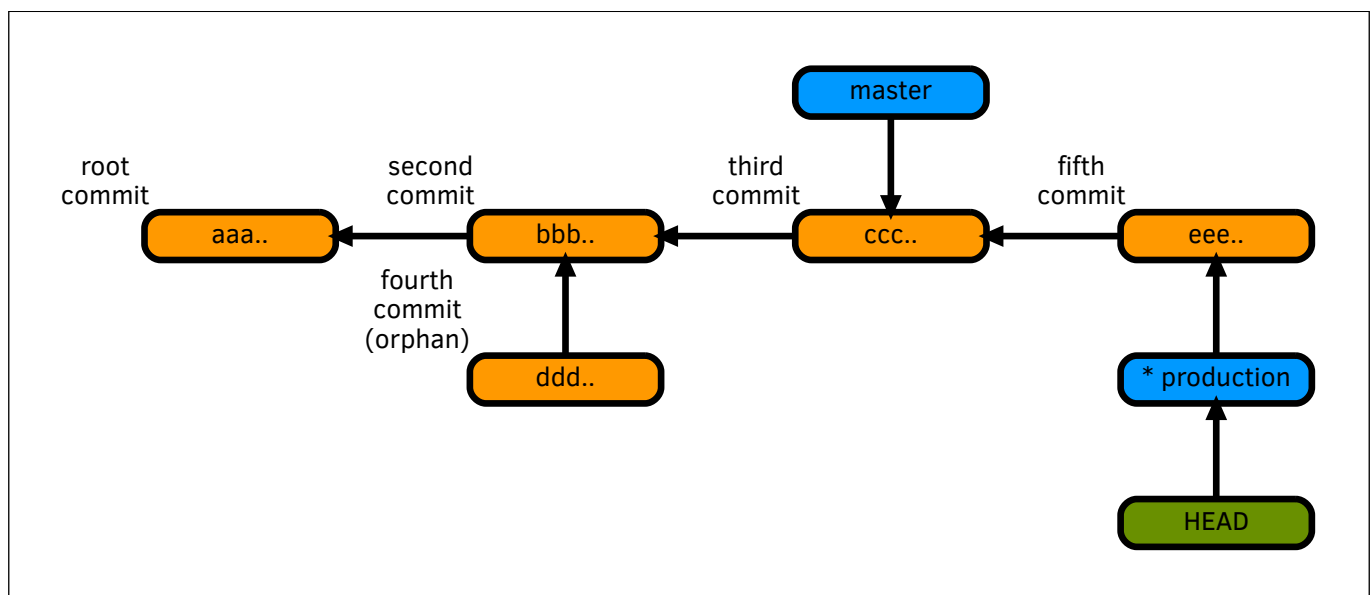 master
root
commit
second
commit
third
commit
fifth
commit
aaa..
bbb..
ccc..
eee..
fourth
commit
(orphan)
ddd..
* production
HEAD